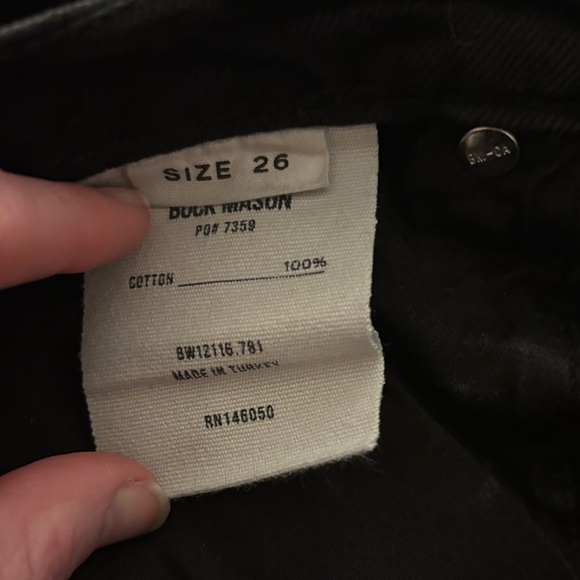 SIZE 26
BUCK MASON
PO# 7359
COTTON 100%
BW12116.781
MADE IN TURKEY
RN146050
BM-CA